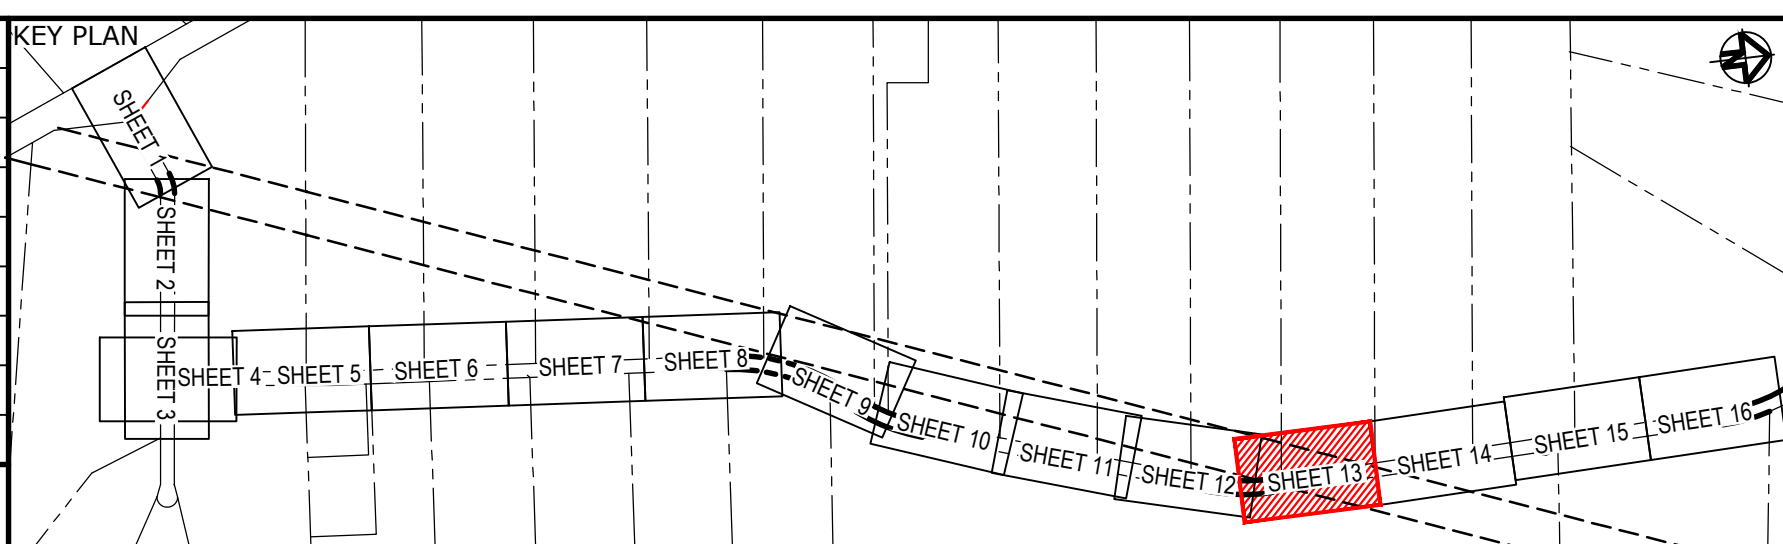 KEY PLAN
N
SHEET 1
SHEET 2
SHEET 3
SHEET 4
SHEET 5
SHEET 6
SHEET 7
SHEET 8
SHEET 9
SHEET 10
SHEET 11
SHEET 12
SHEET 13
SHEET 14
SHEET 15
SHEET 16